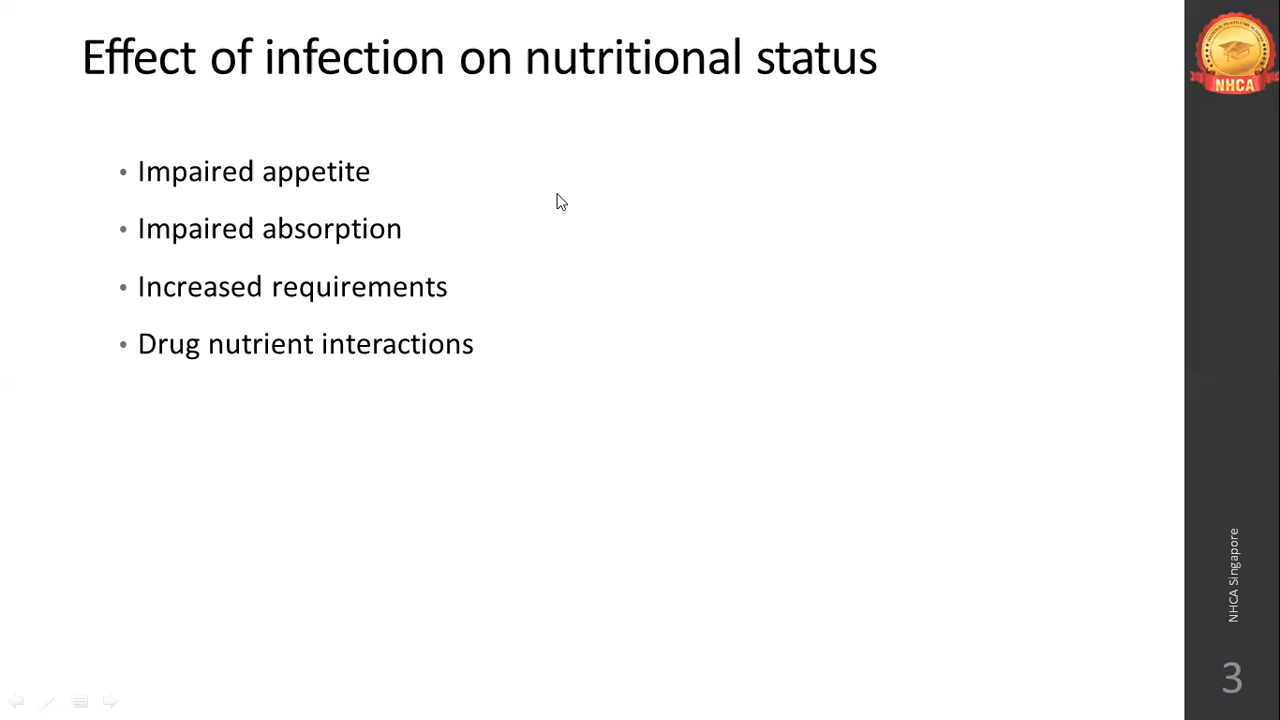 Effect of infection on nutritional status
• Impaired appetite
• Impaired absorption
• Increased requirements
• Drug nutrient interactions
NHCA
NHCA Singapore
3